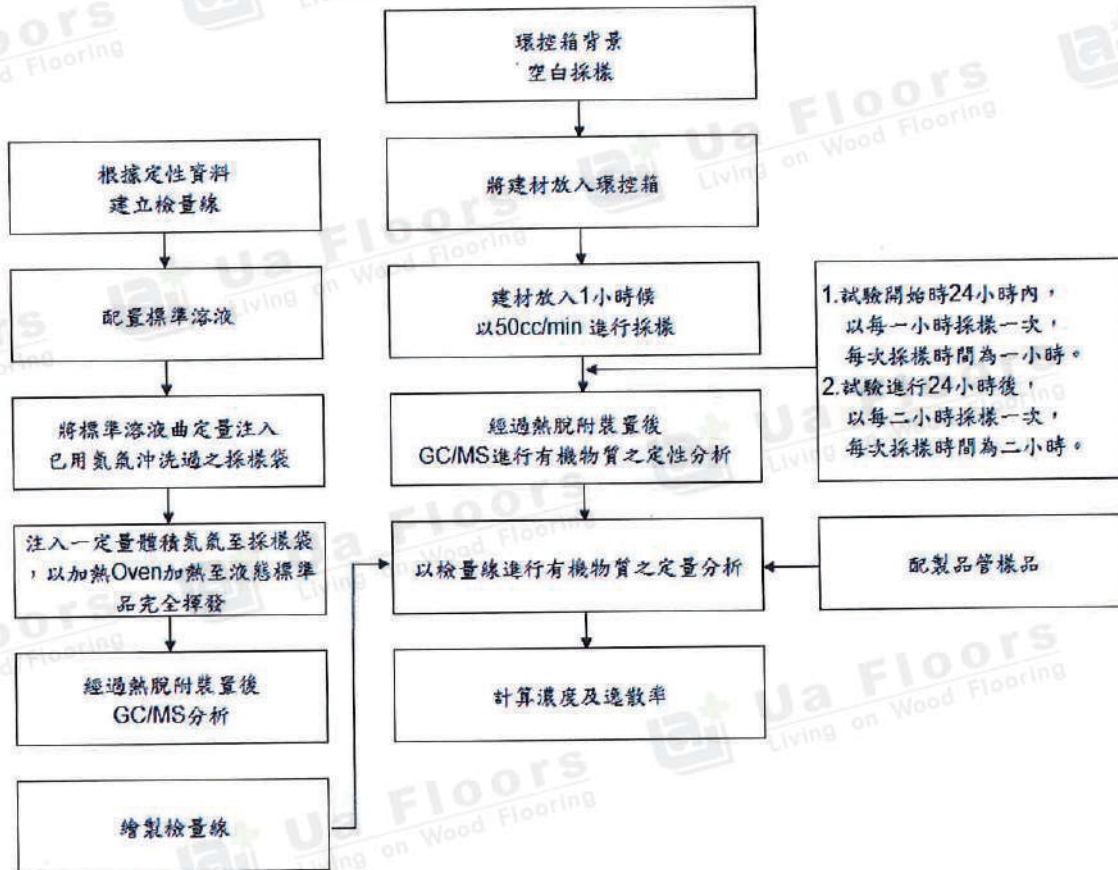 環控箱背景
空白採樣
將建材放入環控箱
建材放入1小時候
以50cc/min 進行採樣
1.試驗開始時24小時內，
以每一小時採樣一次，
每次採樣時間為一小時。
2.試驗進行24小時後，
以每二小時採樣一次，
每次採樣時間為二小時。
經過熱脫附裝置後
GC/MS進行有機物質之定性分析
以檢量線進行有機物質之定量分析
配製品管樣品
計算濃度及逸散率
根據定性資料
建立檢量線
配置標準溶液
將標準溶液曲定量注入
已用氮氣沖洗過之採樣袋
注入一定量體積氮氣至採樣袋
，以加熱Oven加熱至液態標準
品完全揮發
經過熱脫附裝置後
GC/MS分析
繪製檢量線
Ua Floors
Living on Wood Flooring